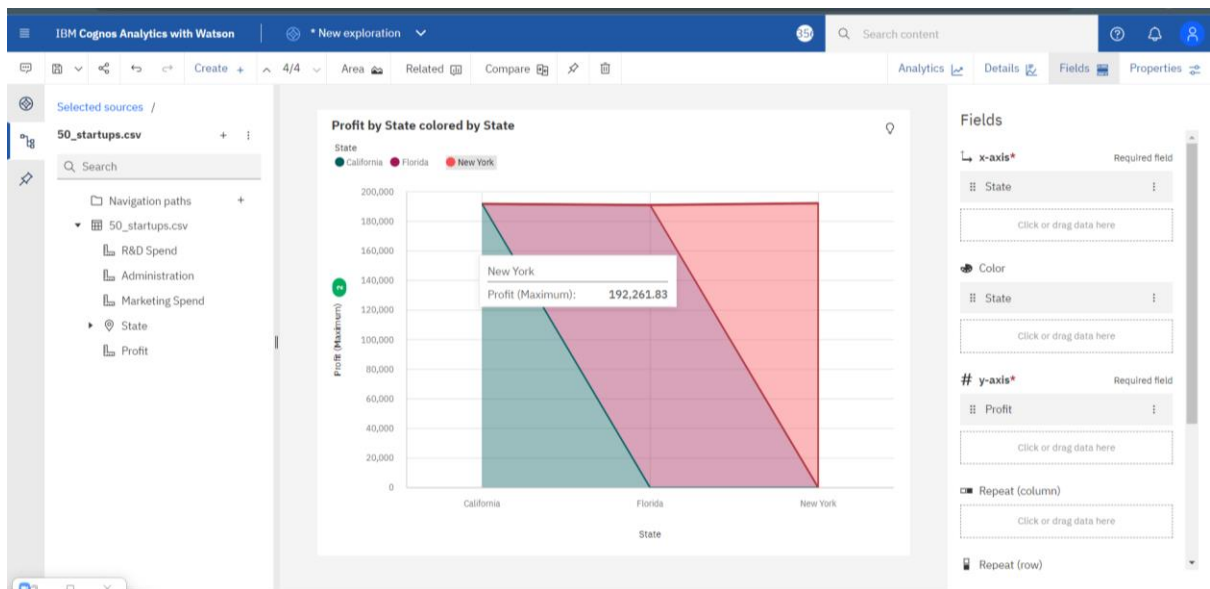 IBM Cognos Analytics with Watson
* New exploration
Search content
Create +
4/4
Area
Related
Compare
Analytics
Details
Fields
Properties
Selected sources /
50_startups.csv
Search
Navigation paths
50_startups.csv
R&D Spend
Administration
Marketing Spend
State
Profit
Profit by State colored by State
State
California
Florida
New York
200,000
180,000
160,000
140,000
120,000
100,000
80,000
60,000
40,000
20,000
0
Profit (Maximum)
New York
Profit (Maximum): 192,261.83
California
Florida
New York
State
Fields
x-axis* Required field
State
Click or drag data here
Color
State
Click or drag data here
# y-axis* Required field
Profit
Click or drag data here
Repeat (column)
Click or drag data here
Repeat (row)